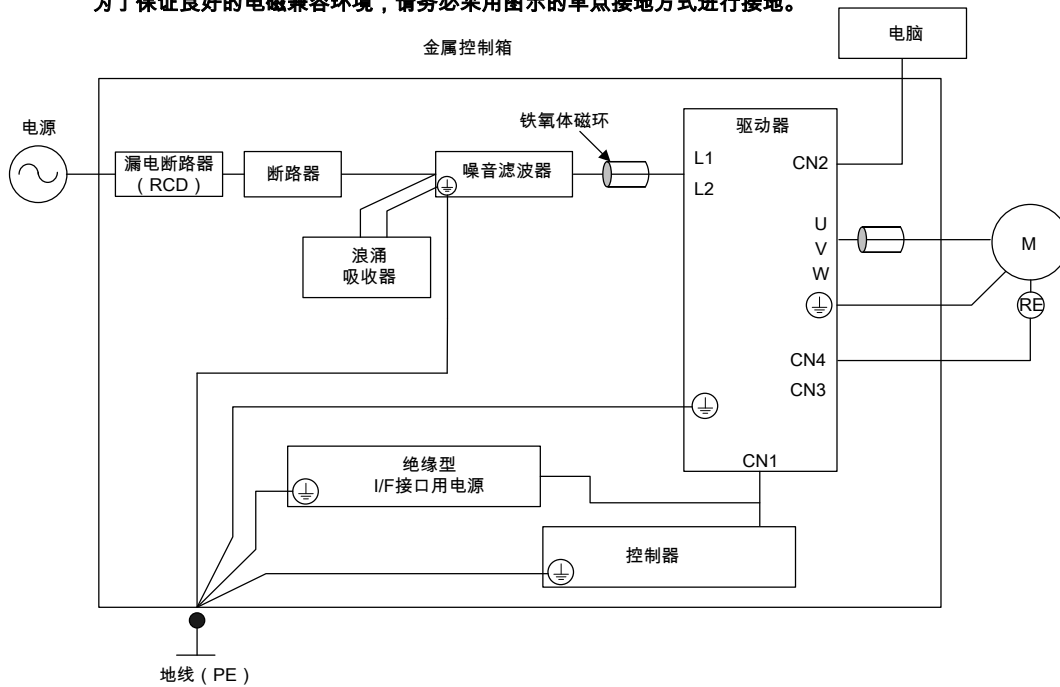 为了保证良好的电磁兼容环境，请务必采用图示的单点接地方式进行接地。
金属控制箱
电脑
电源
漏电断路器
（RCD）
断路器
噪音滤波器
铁氧体磁环
驱动器
L1
L2
CN2
浪涌
吸收器
U
V
W
M
RE
CN4
CN3
CN1
绝缘型
I/F接口用电源
控制器
地线（PE）